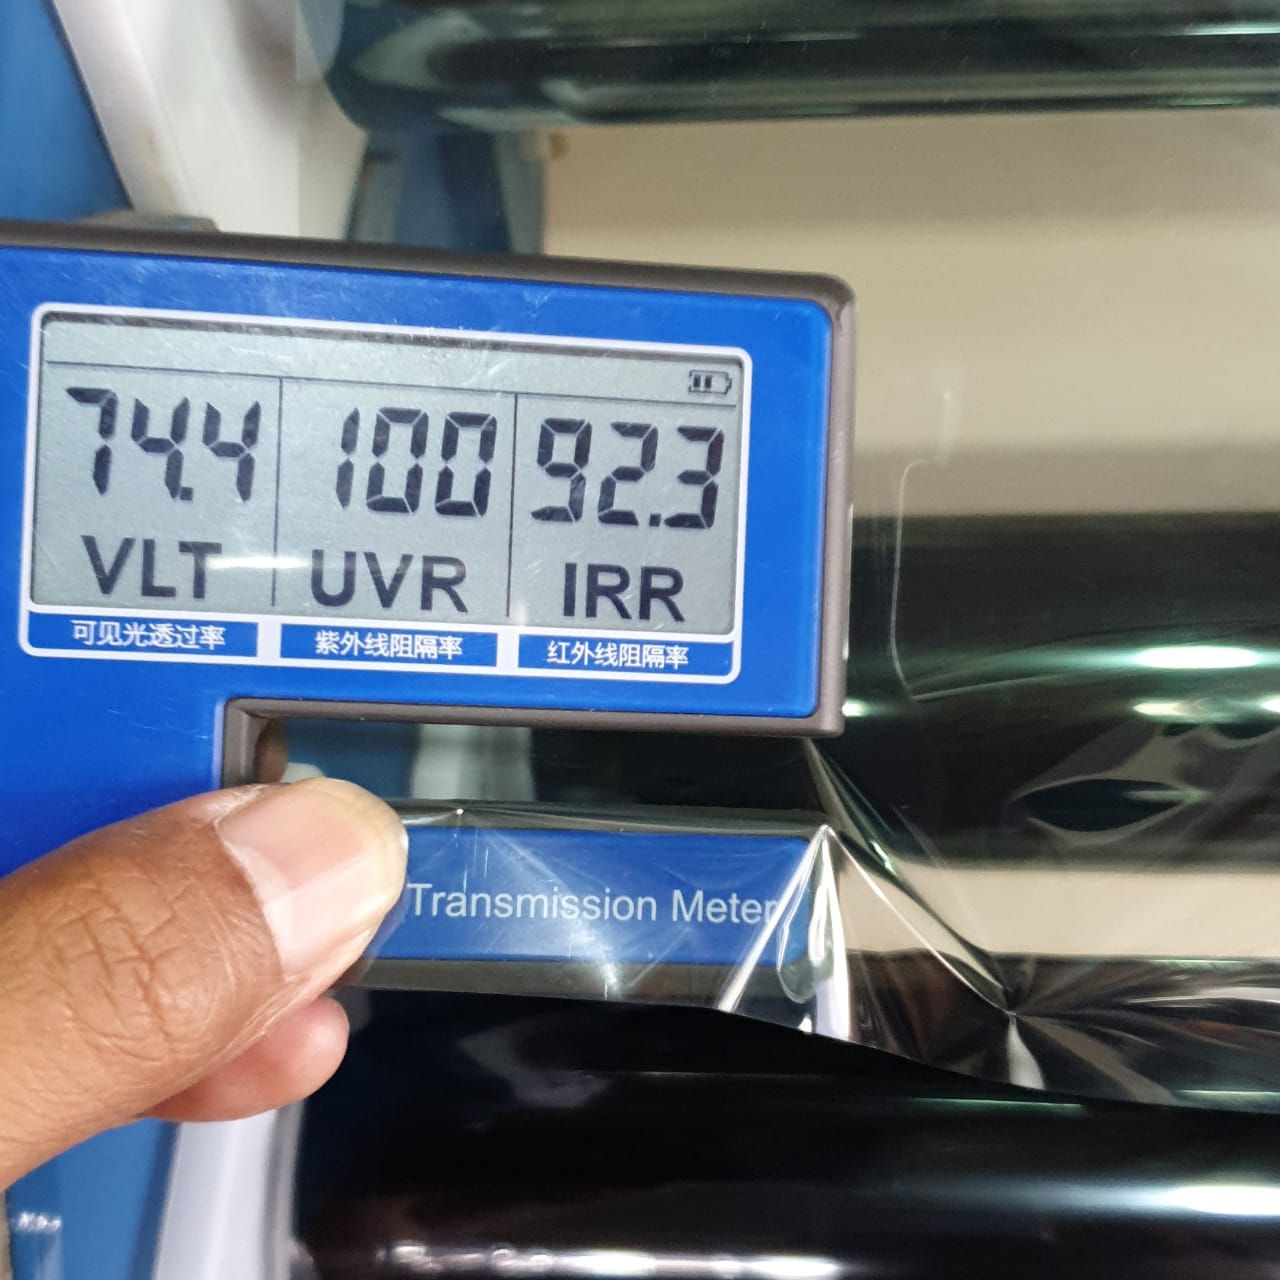 74.4 100 92.3
VLT UVR IRR
可见光透过率 紫外线阻隔率 红外线阻隔率
Transmission Meter